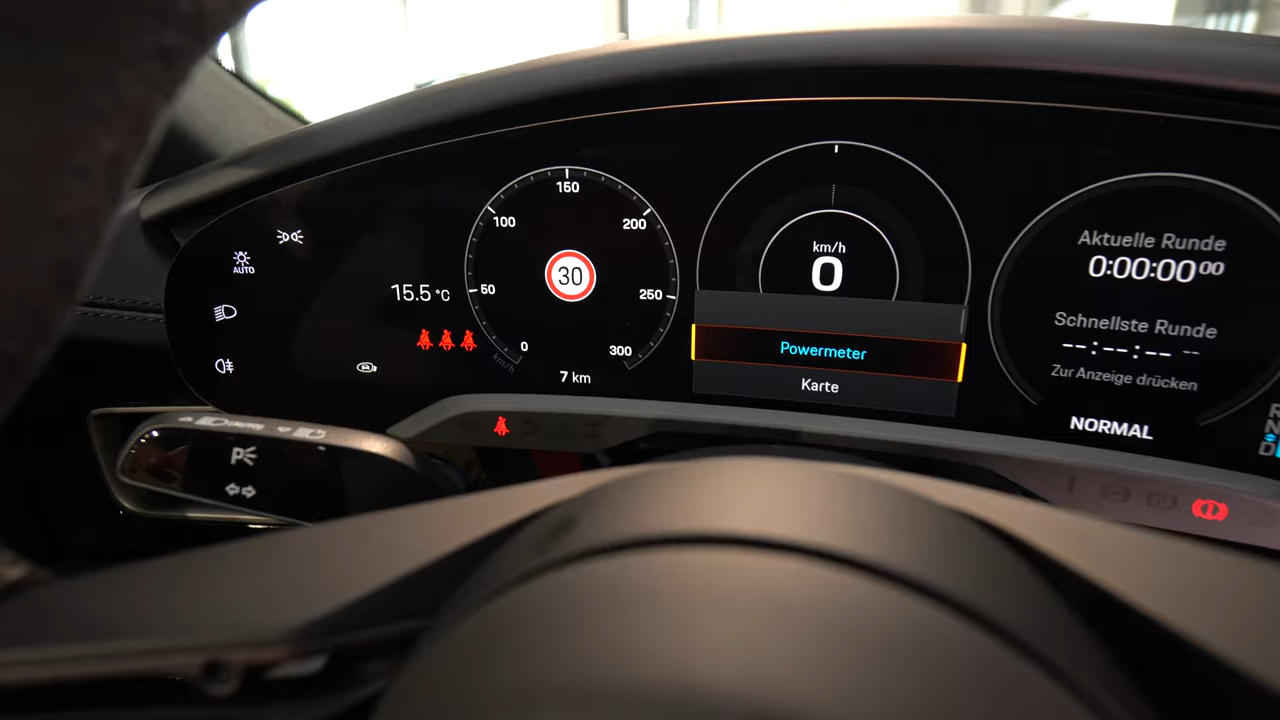 AUTO
15.5 °C
0
50
100
150
200
250
300
km/h
30
7 km
km/h
0
Powermeter
Karte
Aktuelle Runde
0:00:00 00
Schnellste Runde
--:--:-- --
Zur Anzeige drücken
NORMAL
R
N
D
P